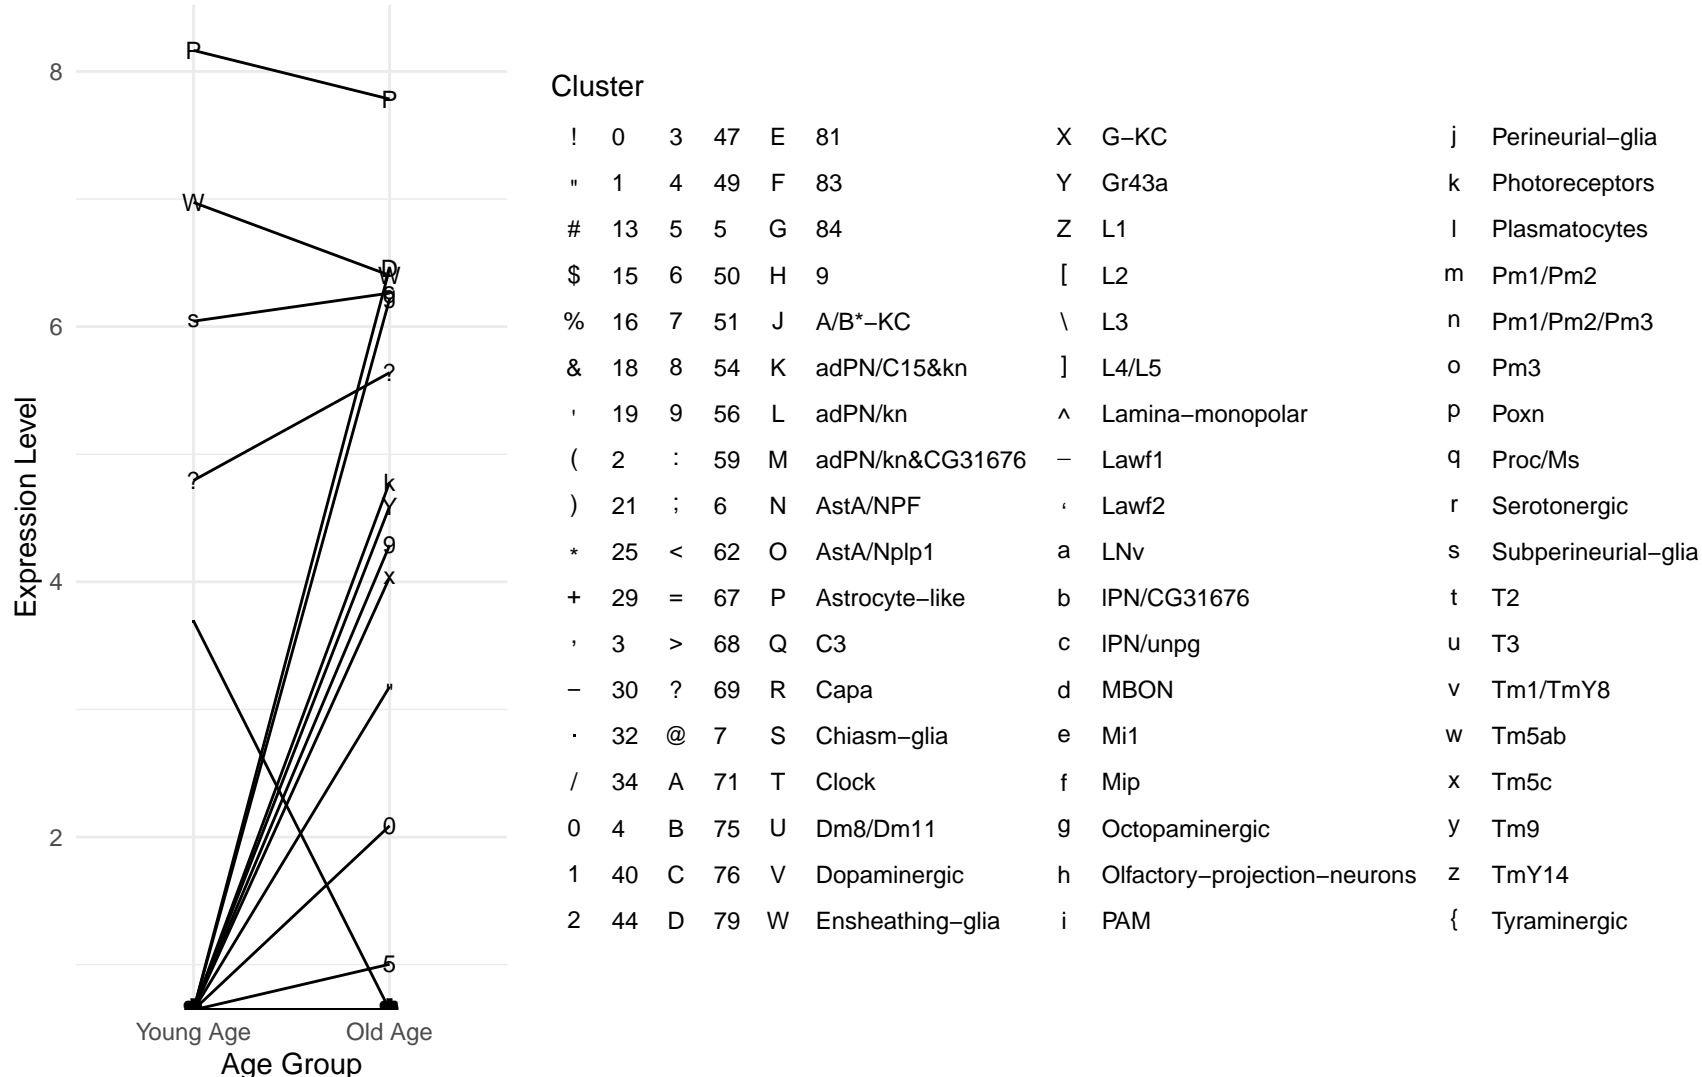 8
6
4
2
Expression Level
Young Age
Old Age
Age Group
P
P
W
D
W
s
s
g
?
?
k
Y
9
x
"
0
5
Cluster
! 0 3 47 E 81 X G−KC j Perineurial−glia
" 1 4 49 F 83 Y Gr43a k Photoreceptors
# 13 5 5 G 84 Z L1 l Plasmatocytes
$ 15 6 50 H 9 [ L2 m Pm1/Pm2
% 16 7 51 J A/B*−KC \ L3 n Pm1/Pm2/Pm3
& 18 8 54 K adPN/C15&kn ] L4/L5 o Pm3
' 19 9 56 L adPN/kn ^ Lamina−monopolar p Poxn
( 2 : 59 M adPN/kn&CG31676 − Lawf1 q Proc/Ms
) 21 ; 6 N AstA/NPF ‘ Lawf2 r Serotonergic
* 25 < 62 O AstA/Nplp1 a LNv s Subperineurial−glia
+ 29 = 67 P Astrocyte−like b lPN/CG31676 t T2
, 3 > 68 Q C3 c lPN/unpg u T3
− 30 ? 69 R Capa d MBON v Tm1/TmY8
. 32 @ 7 S Chiasm−glia e Mi1 w Tm5ab
/ 34 A 71 T Clock f Mip x Tm5c
0 4 B 75 U Dm8/Dm11 g Octopaminergic y Tm9
1 40 C 76 V Dopaminergic h Olfactory−projection−neurons z TmY14
2 44 D 79 W Ensheathing−glia i PAM { Tyraminergic